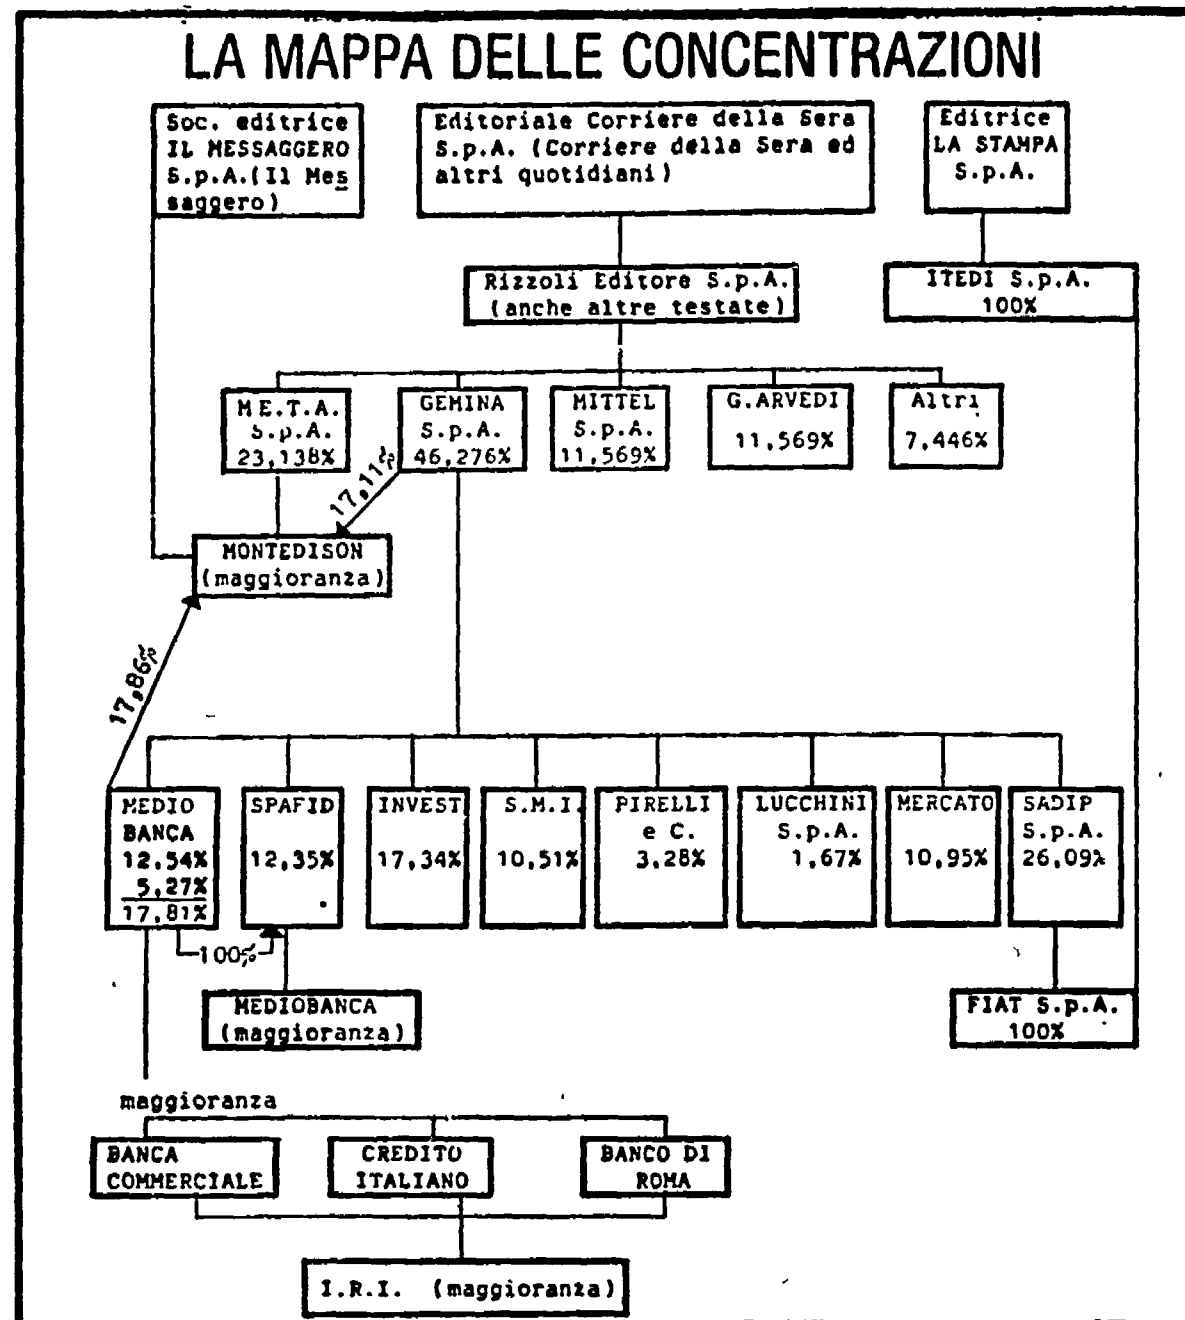 LA MAPPA DELLE CONCENTRAZIONI
Soc. editrice
IL MESSAGGERO
S.p.A.(Il Mes
saggero)
Editoriale Corriere della Sera
S.p.A. (Corriere della Sera ed
altri quotidiani)
Editrice
LA STAMPA
S.p.A.
Rizzoli Editore S.p.A.
(anche altre testate)
ITEDI S.p.A.
100%
M E.T.A.
S.p.A.
23,138%
GEMINA
S.p.A.
46,276%
MITTEL
S.p.A.
11,569%
G.ARVEDI
11,569%
Altri
7,446%
17,11%
MONTEDISON
(maggioranza)
17,86%
MEDIO
BANCA
12,54%
5,27%
17,81%
SPAFID
12,35%
INVEST
17,34%
S.M.I.
10,51%
PIRELLI
e C.
3,28%
LUCCHINI
S.p.A.
1,67%
MERCATO
10,95%
SADIP
S.p.A.
26,09%
100%
MEDIOBANCA
(maggioranza)
FIAT S.p.A.
100%
maggioranza
BANCA
COMMERCIALE
CREDITO
ITALIANO
BANCO DI
ROMA
I.R.I. (maggioranza)